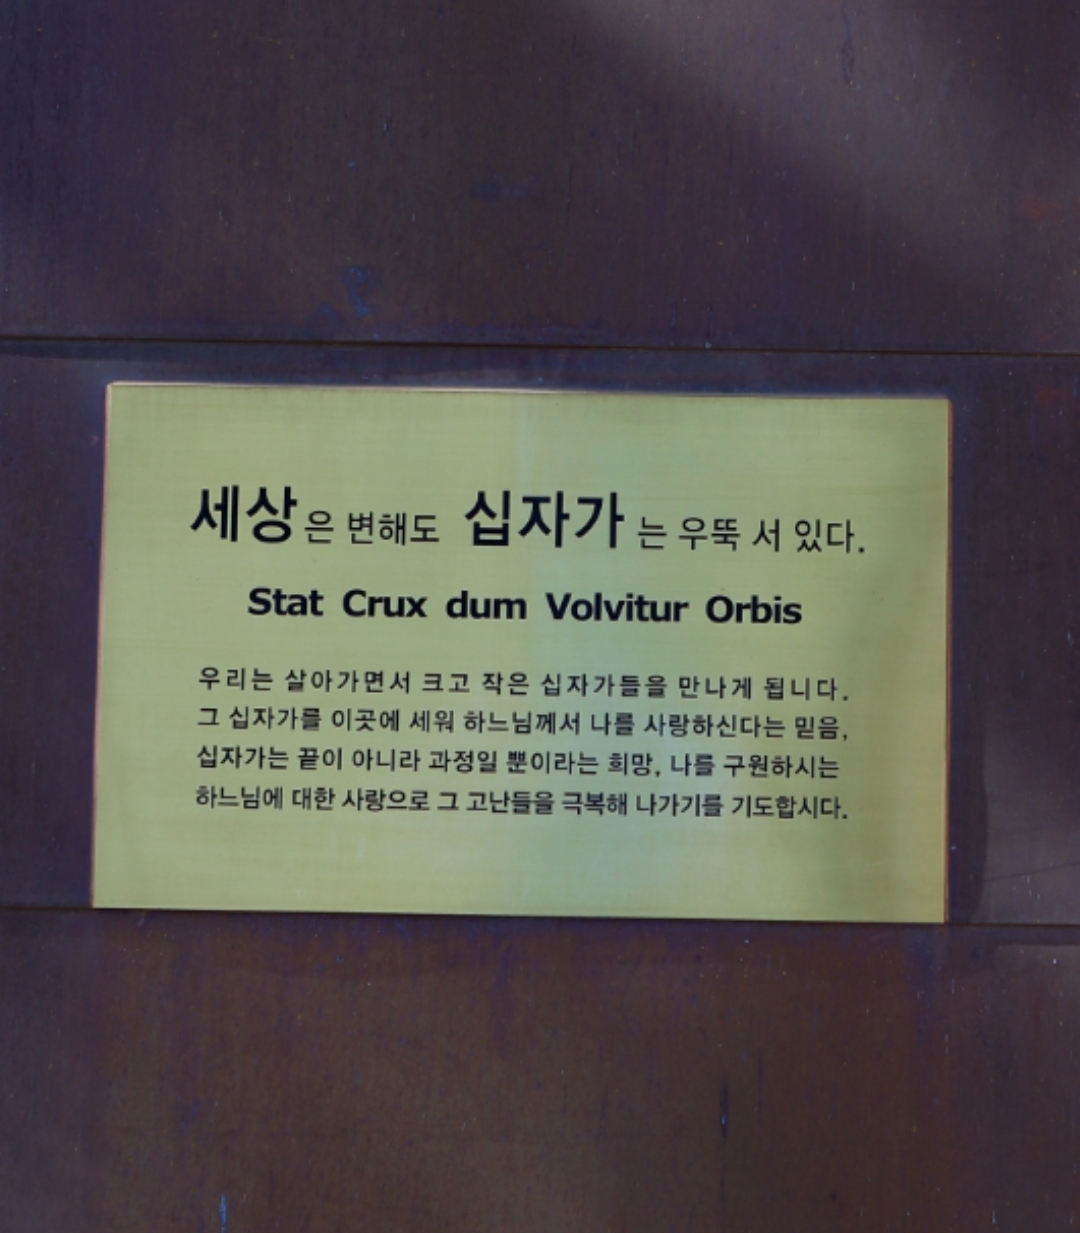 세상은 변해도 십자가는 우뚝 서 있다.
Stat Crux dum Volvitur Orbis
우리는 살아가면서 크고 작은 십자가들을 만나게 됩니다.
그 십자가를 이곳에 세워 하느님께서 나를 사랑하신다는 믿음,
십자가는 끝이 아니라 과정일 뿐이라는 희망, 나를 구원하시는
하느님에 대한 사랑으로 그 고난들을 극복해 나가기를 기도합시다.